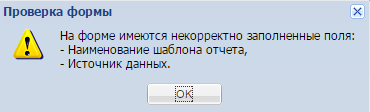 Проверка формы
На форме имеются некорректно заполненные поля:
- Наименование шаблона отчета,
- Источник данных.
OK